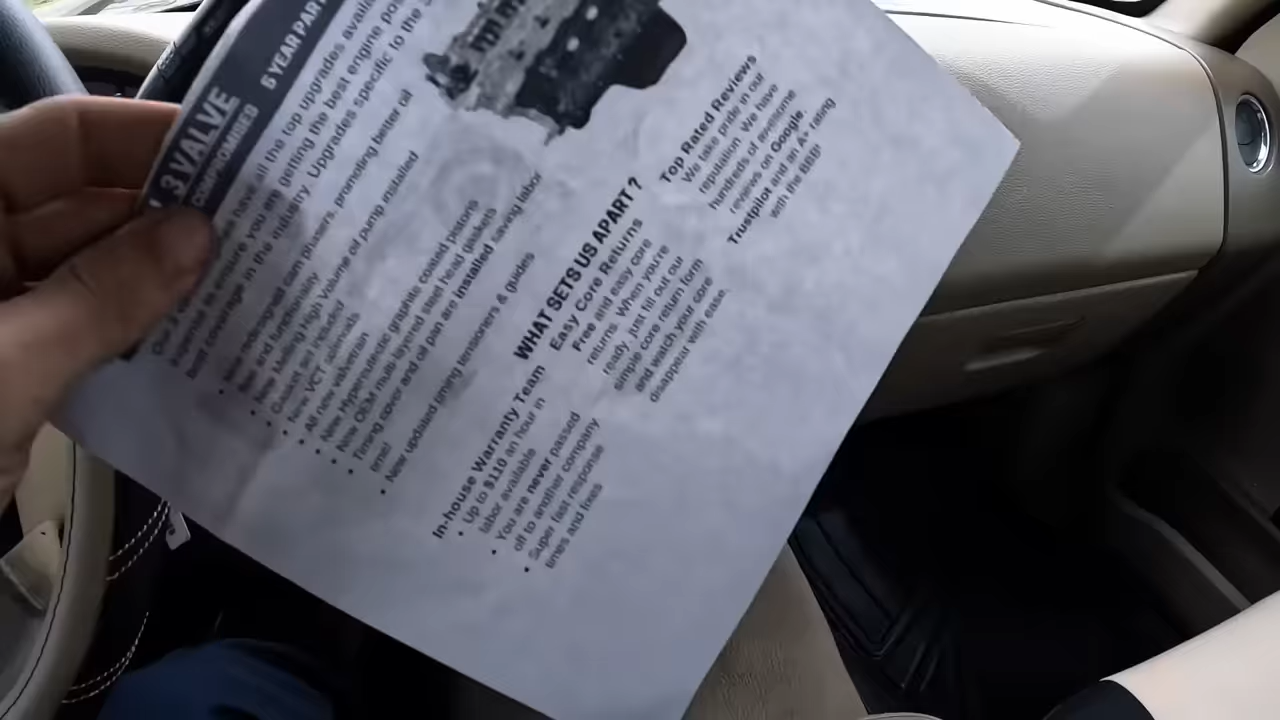 3 VALVE
COMPROMISED
5 YEAR PART
all the top upgrades
essential to ensure you are getting the best engine
best coverage in the industry. Upgrades specific to the
• New redesigned cam phasers, promoting better oil
and functionality
• New Melling High Volume oil pump installed
• Gasket set included
• New VCT solenoids
• All new valvetrain
• New Hypereutectic graphite coated pistons
• New OEM multi-layered steel head gaskets
• Timing cover and oil pan are installed saving labor
time!
• New updated timing tensioners & guides
WHAT SETS US APART?
In-house Warranty Team
• Up to $110 an hour in
labor available
• You are never passed
off to another company
• Super fast response
times and fixes
Easy Core Returns
Free and easy core
returns. When you're
ready, just fill out our
simple core return form
and watch your core
disappear with ease.
Top Rated Reviews
We take pride in our
reputation. We have
hundreds of awesome
reviews on Google,
Trustpilot and an A+ rating
with the BBB!